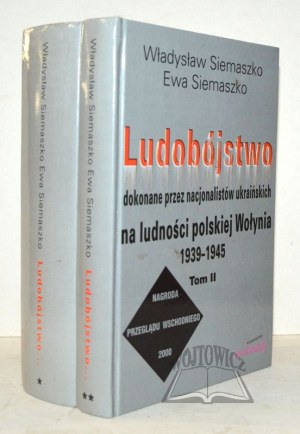 Władysław Siemaszko Ewa Siemaszko
Ludobójstwo...
*
Władysław Siemaszko Ewa Siemaszko
Ludobójstwo...
**
Władysław Siemaszko
Ewa Siemaszko
Ludobójstwo
dokonane przez nacjonalistów ukraińskich
na ludności polskiej Wołynia
1939-1945
Tom II
NAGRODA
PRZEGLĄDU WSCHODNIEGO
2000
WÓJTOWICZ